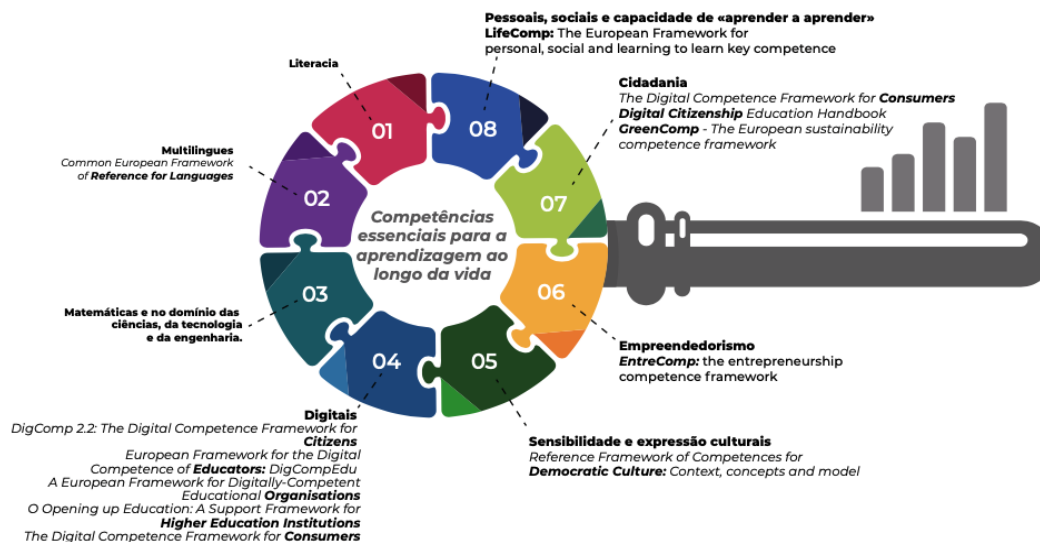 Pessoais, sociais e capacidade de «aprender a aprender»
LifeComp: The European Framework for
personal, social and learning to learn key competence
Literacia
01
08
Cidadania
The Digital Competence Framework for Consumers
Digital Citizenship Education Handbook
GreenComp - The European sustainability
competence framework
Multilingues
Common European Framework
of Reference for Languages
02
07
Competências
essenciais para a
aprendizagem ao
longo da vida
03
06
Matemáticas e no domínio das
ciências, da tecnologia
e da engenharia.
04
05
Empreendedorismo
EntreComp: the entrepreneurship
competence framework
Digitais
DigComp 2.2: The Digital Competence Framework for
Citizens
European Framework for the Digital
Competence of Educators: DigCompEdu
A European Framework for Digitally-Competent
Educational Organisations
O Opening up Education: A Support Framework for
Higher Education Institutions
The Digital Competence Framework for Consumers
Sensibilidade e expressão culturais
Reference Framework of Competences for
Democratic Culture: Context, concepts and model